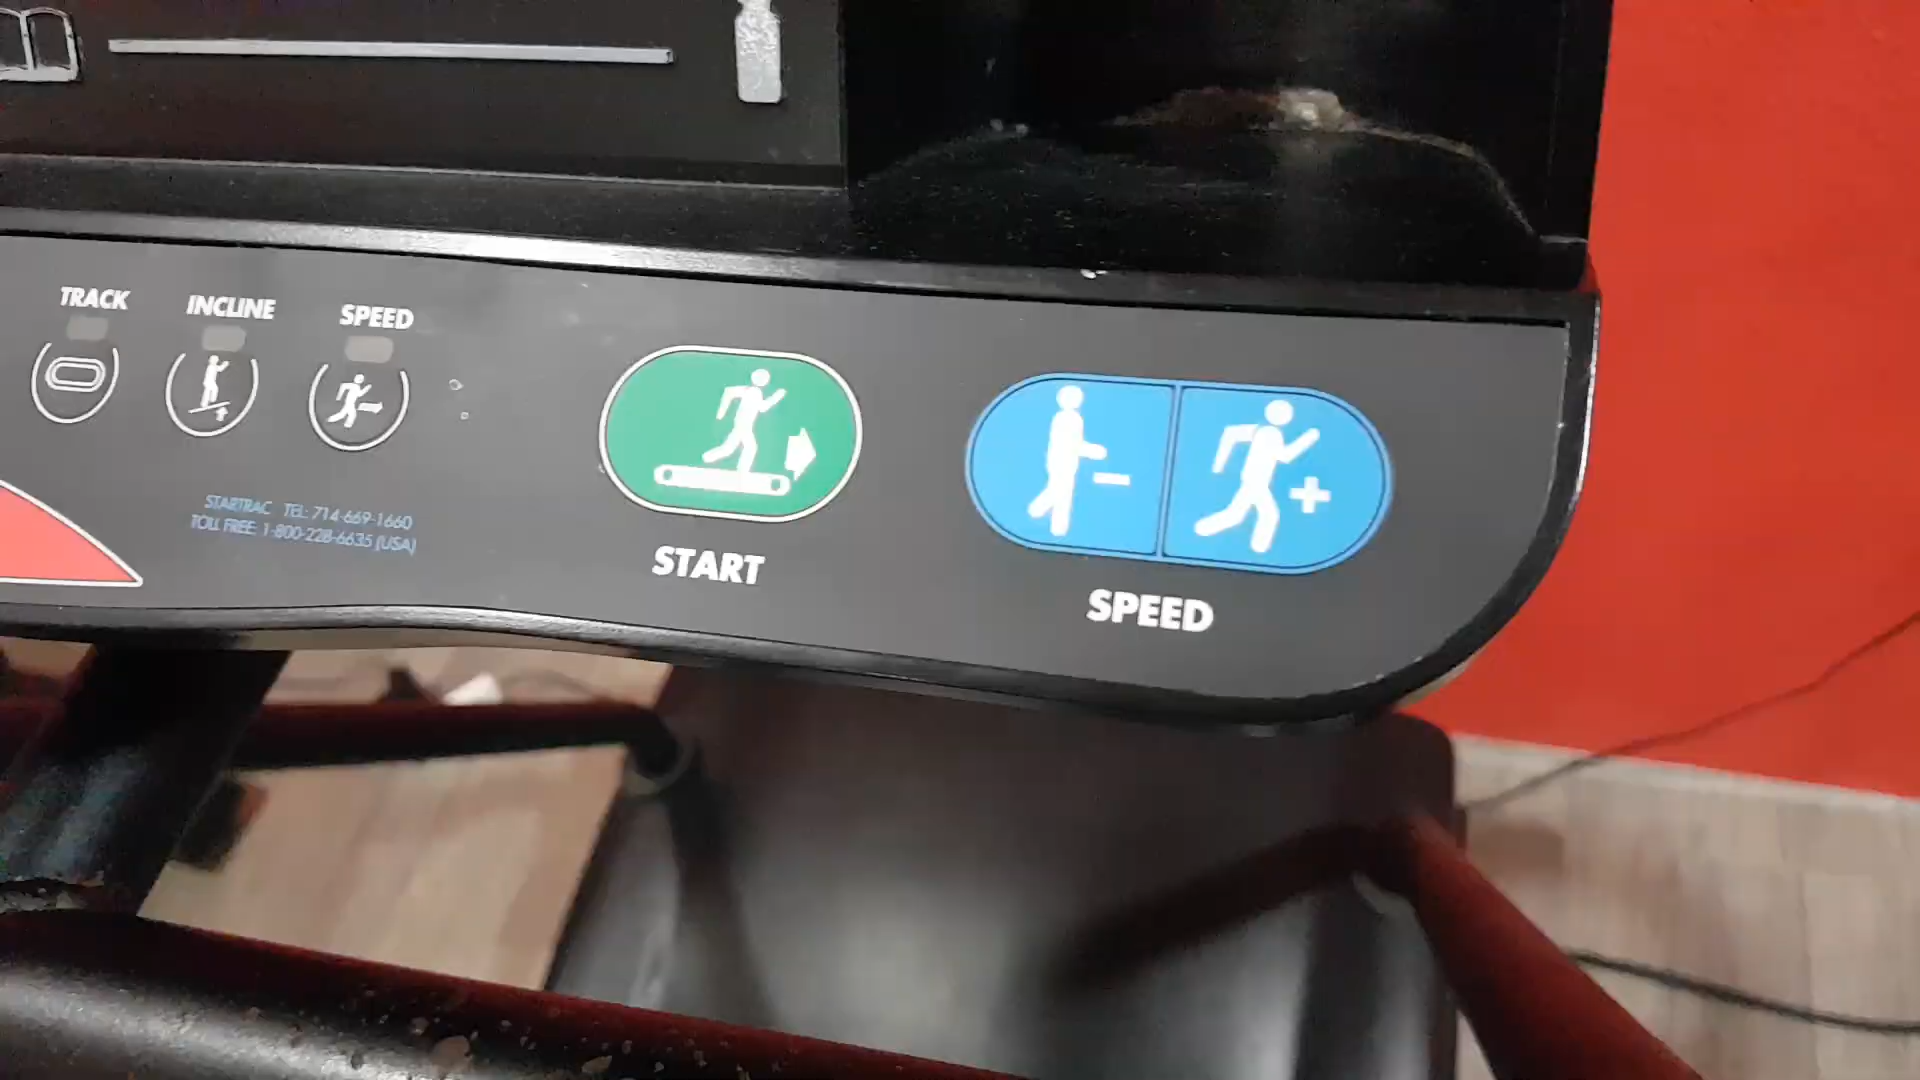 TRACK INCLINE SPEED
STARTRAC TEL: 714-669-1660
TOLL FREE: 1-800-228-6635 (USA)
START
- +
SPEED